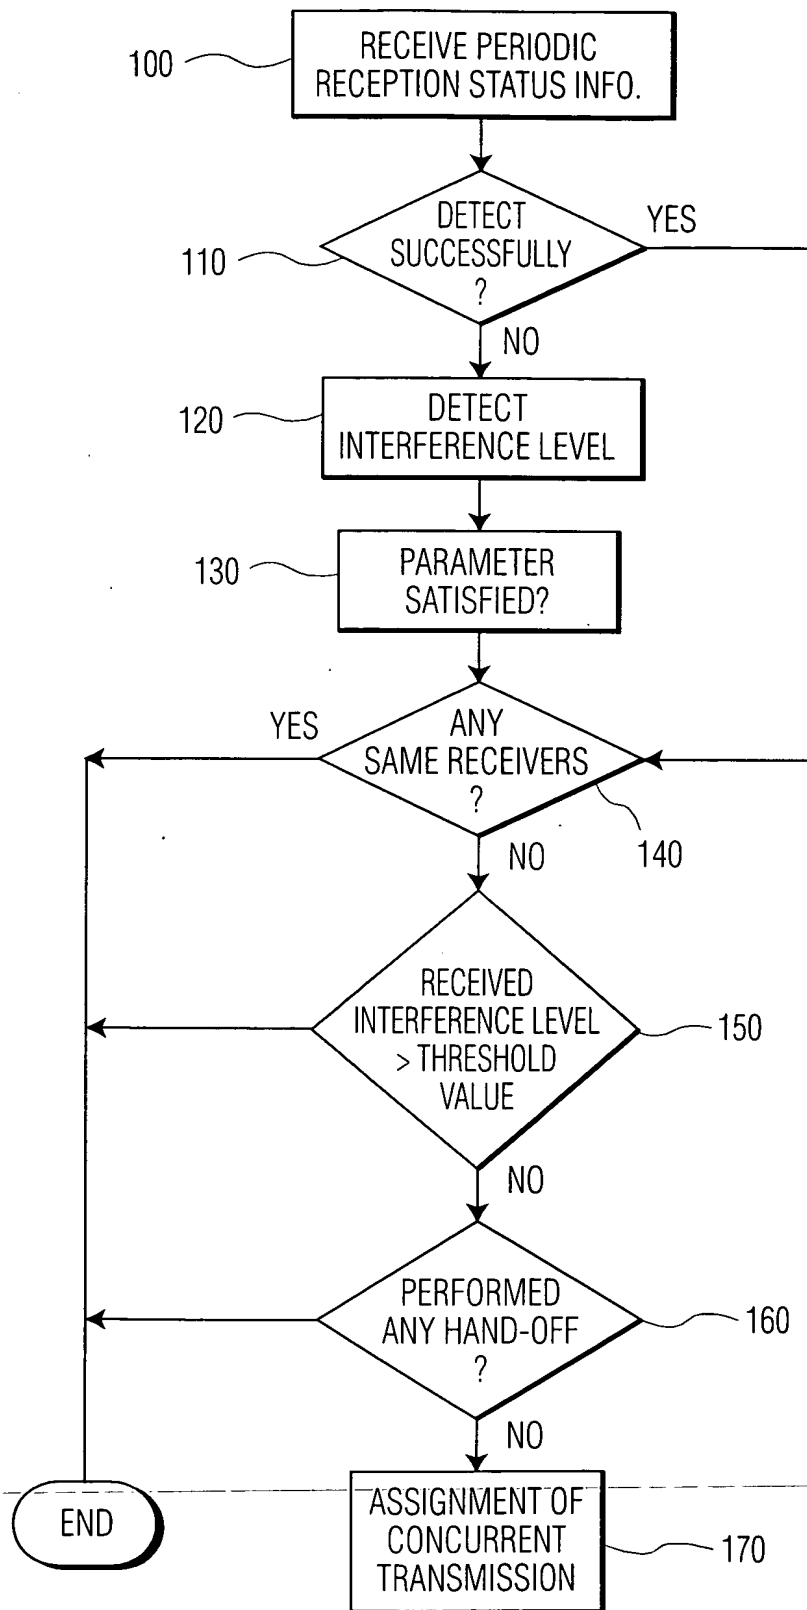 100
RECEIVE PERIODIC
RECEPTION STATUS INFO.
110
DETECT
SUCCESSFULLY
?
YES
NO
120
DETECT
INTERFERENCE LEVEL
130
PARAMETER
SATISFIED?
YES
ANY
SAME RECEIVERS
?
140
NO
RECEIVED
INTERFERENCE LEVEL
> THRESHOLD
VALUE
150
NO
PERFORMED
ANY HAND-OFF
?
160
NO
END
ASSIGNMENT OF
CONCURRENT
TRANSMISSION
170